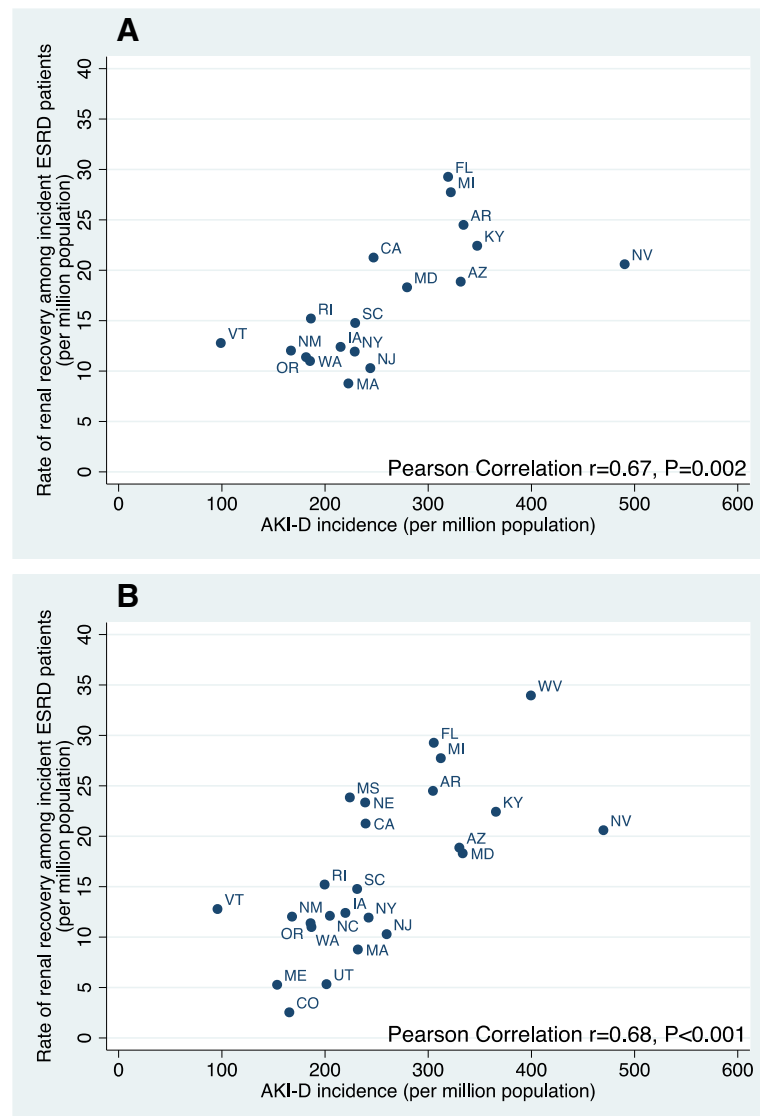 A
Rate of renal recovery among incident ESRD patients
(per million population)
40
35
30
25
20
15
10
5
0
FL
MI
AR
KY
NV
CA
AZ
MD
RI
SC
VT
NM
IA
NY
OR
WA
NJ
MA
Pearson Correlation r=0.67, P=0.002
0 100 200 300 400 500 600
AKI-D incidence (per million population)
B
Rate of renal recovery among incident ESRD patients
(per million population)
40
35
30
25
20
15
10
5
0
WV
FL
MI
AR
MS
NE
KY
CA
NV
AZ
MD
RI
SC
VT
NM
IA
NY
OR
WA
NC
NJ
MA
ME
UT
CO
Pearson Correlation r=0.68, P<0.001
0 100 200 300 400 500 600
AKI-D incidence (per million population)